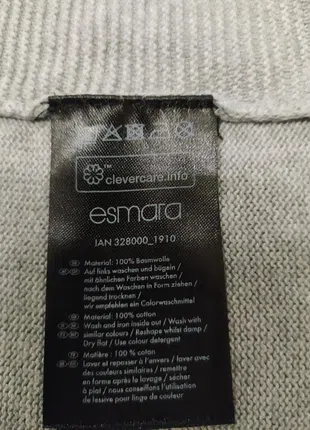 clevercare.info
esmara
IAN 328000_1910
Material: 100% Baumwolle
Auf links waschen und bügeln /
mit ähnlichen Farben waschen /
nach dem Waschen in Form ziehen /
liegend trocknen /
wir empfehlen ein Colorwaschmittel
Material: 100% cotton
Wash and iron inside out / Wash with
similar colours / Reshape whilst damp /
Dry flat / Use colour detergent
Matière : 100 % coton
Laver et repasser à l'envers / laver avec
des couleurs similaires / remettre
en forme après le lavage / sécher
à plat / nous conseillons l'utilisation
de lessive pour linge de couleur